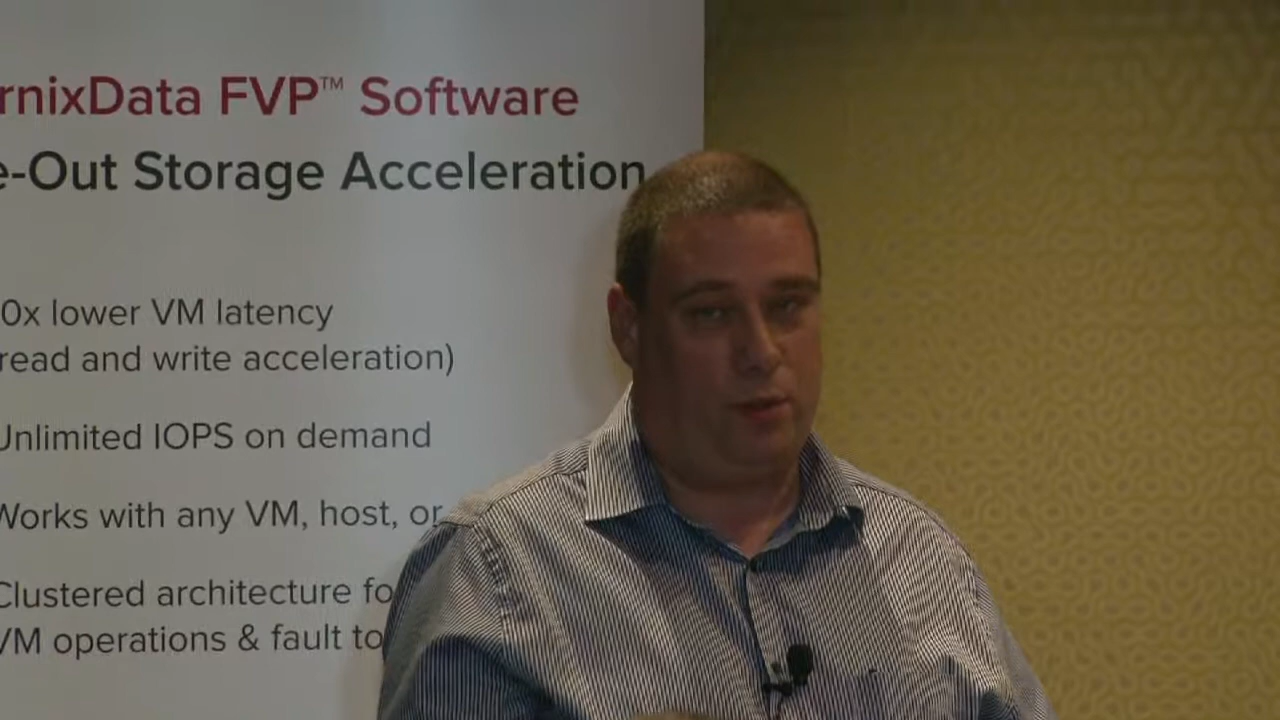 rnixData FVP™ Software
e-Out Storage Acceleration
0x lower VM latency
read and write acceleration)
Unlimited IOPS on demand
Works with any VM, host, or
Clustered architecture fo
VM operations & fault to